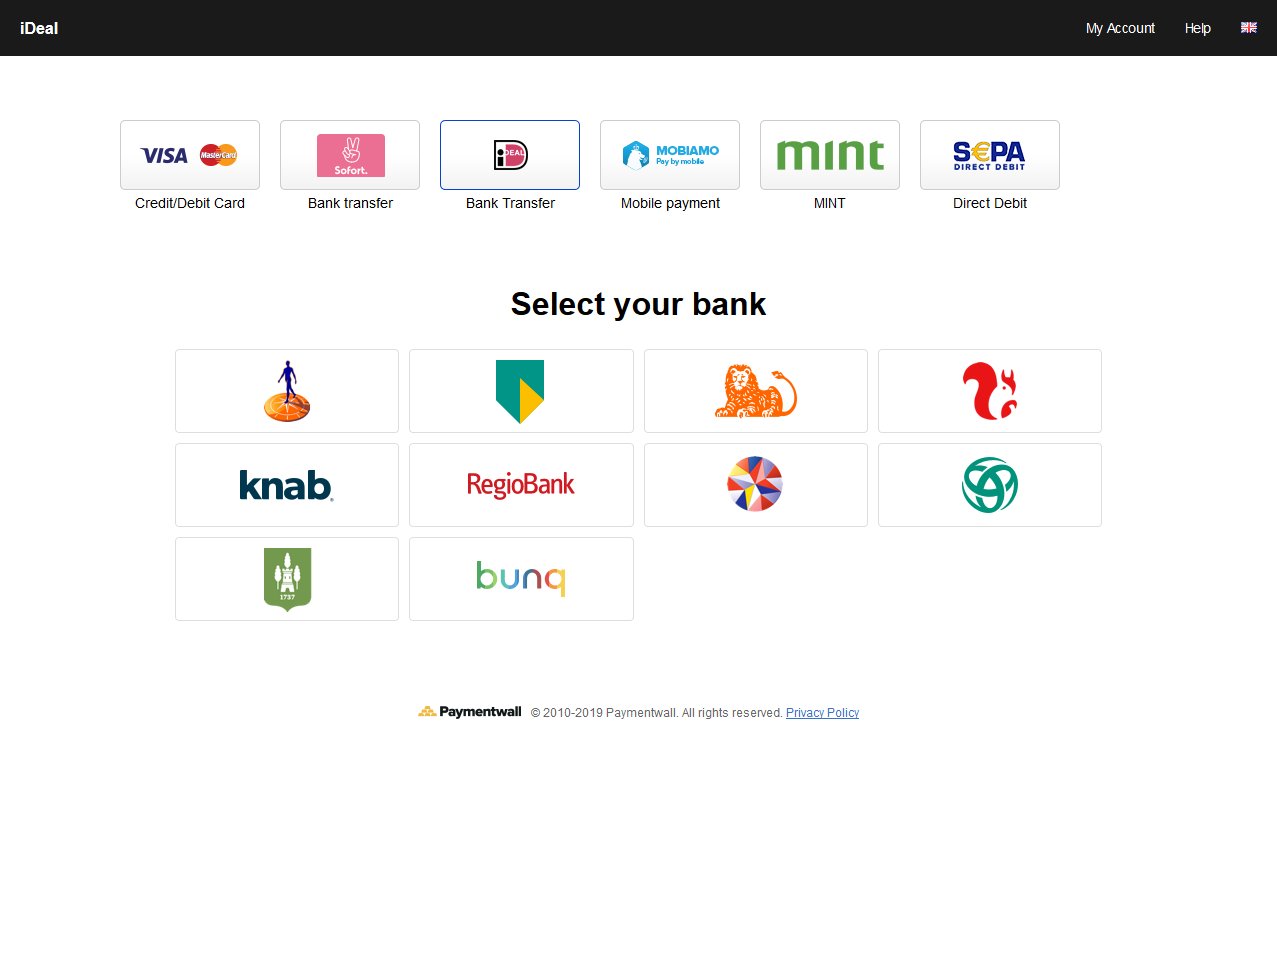 iDeal
My Account Help
VISA MasterCard
Sofort.
iDEAL
MOBIAMO
Pay by mobile
mint
S€PA
DIRECT DEBIT
Credit/Debit Card
Bank transfer
Bank Transfer
Mobile payment
MINT
Direct Debit
Select your bank
knab.
RegioBank
1737
bunq
Paymentwall © 2010-2019 Paymentwall. All rights reserved. Privacy Policy